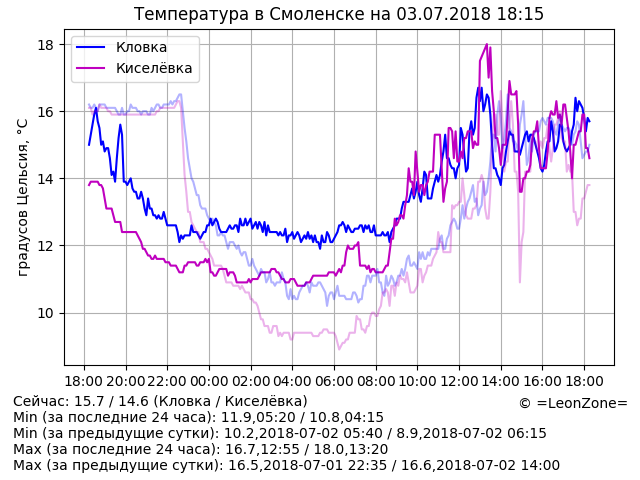 Температура в Смоленске на 03.07.2018 18:15
градусов Цельсия, °C
18
16
14
12
10
Кловка
Киселёвка
18:00 20:00 22:00 00:00 02:00 04:00 06:00 08:00 10:00 12:00 14:00 16:00 18:00
Сейчас: 15.7 / 14.6 (Кловка / Киселёвка)
© =LeonZone=
Min (за последние 24 часа): 11.9,05:20 / 10.8,04:15
Min (за предыдущие сутки): 10.2,2018-07-02 05:40 / 8.9,2018-07-02 06:15
Max (за последние 24 часа): 16.7,12:55 / 18.0,13:20
Max (за предыдущие сутки): 16.5,2018-07-01 22:35 / 16.6,2018-07-02 14:00